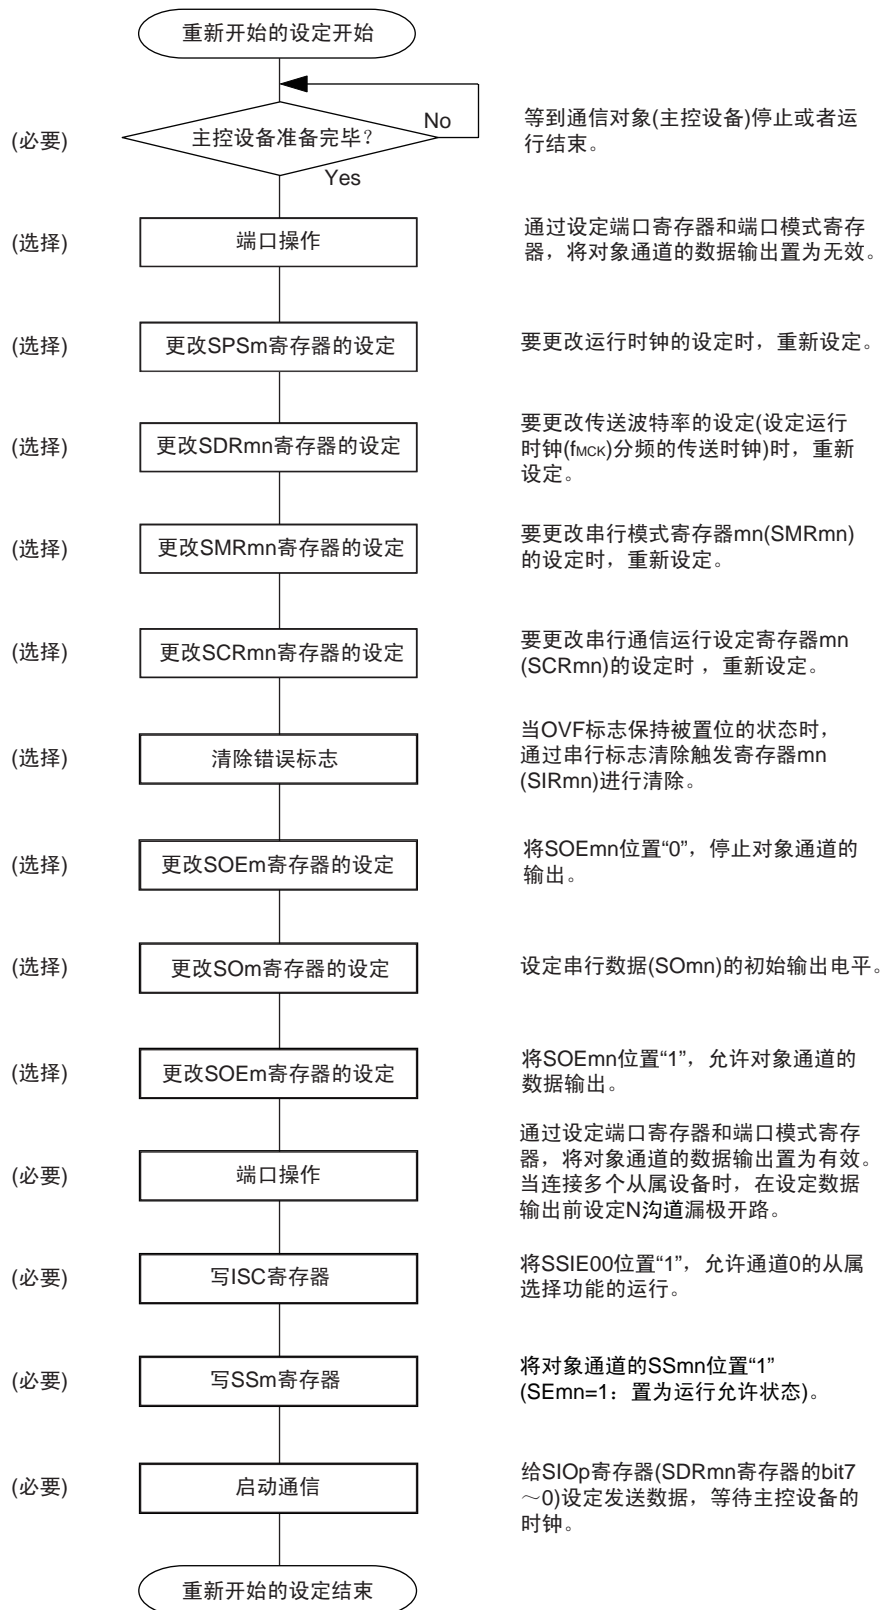 重新开始的设定开始
(必要)
主控设备准备完毕？
No
Yes
等到通信对象(主控设备)停止或者运
行结束。
(选择)
端口操作
通过设定端口寄存器和端口模式寄存
器，将对象通道的数据输出置为无效。
(选择)
更改SPSm寄存器的设定
要更改运行时钟的设定时，重新设定。
(选择)
更改SDRmn寄存器的设定
要更改传送波特率的设定(设定运行
时钟(fMCK)分频的传送时钟)时，重新
设定。
(选择)
更改SMRmn寄存器的设定
要更改串行模式寄存器mn(SMRmn)
的设定时，重新设定。
(选择)
更改SCRmn寄存器的设定
要更改串行通信运行设定寄存器mn
(SCRmn)的设定时，重新设定。
(选择)
清除错误标志
当OVF标志保持被置位的状态时，
通过串行标志清除触发寄存器mn
(SIRmn)进行清除。
(选择)
更改SOEm寄存器的设定
将SOEmn位置“0”，停止对象通道的
输出。
(选择)
更改SOm寄存器的设定
设定串行数据(SOmn)的初始输出电平。
(选择)
更改SOEm寄存器的设定
将SOEmn位置“1”，允许对象通道的
数据输出。
(必要)
端口操作
通过设定端口寄存器和端口模式寄存
器，将对象通道的数据输出置为有效。
当连接多个从属设备时，在设定数据
输出前设定N沟道漏极开路。
(必要)
写ISC寄存器
将SSIE00位置“1”，允许通道0的从属
选择功能的运行。
(必要)
写SSm寄存器
将对象通道的SSmn位置“1”
(SEmn=1：置为运行允许状态)。
(必要)
启动通信
给SIOp寄存器(SDRmn寄存器的bit7
～0)设定发送数据，等待主控设备的
时钟。
重新开始的设定结束